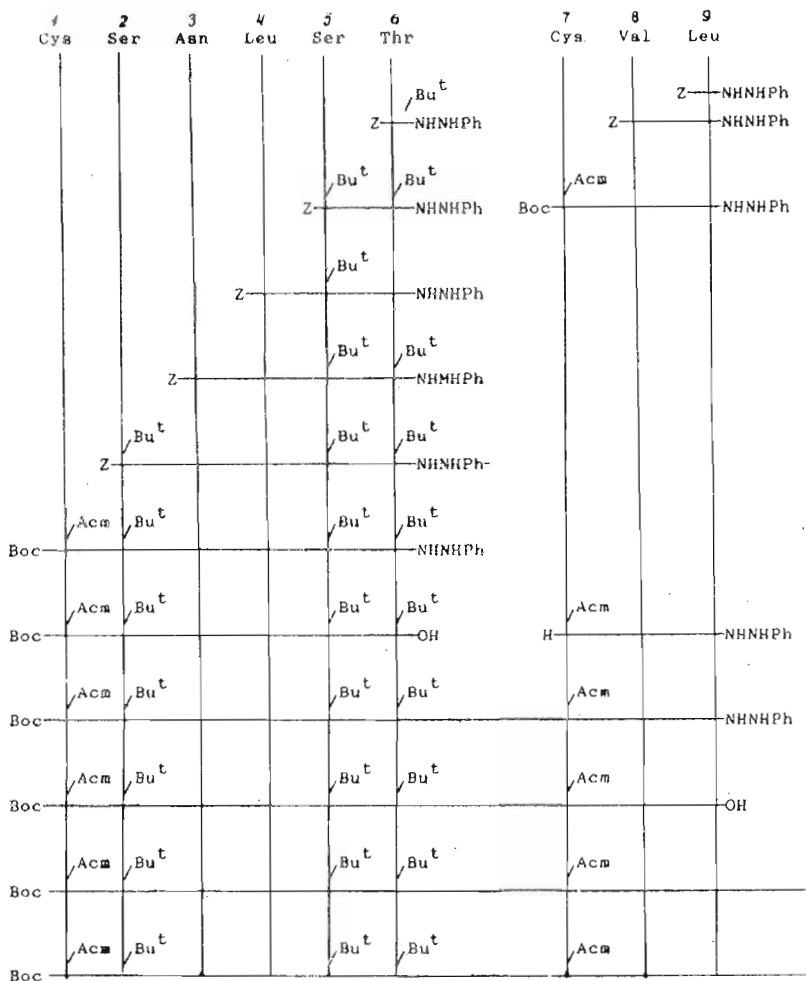 1 2 3 4 5 6 7 8 9
Cys Ser Asn Leu Ser Thr Cys Val Leu
Z NHNHPh
Bu t
Z NHNHPh Z NHNHPh
Bu t Bu t Acm
Z NHNHPh Boc NHNHPh
Bu t
Z NHNHPh
Bu t Bu t
Z NHMHPh
Bu t Bu t Bu t
Z NHNHPh
Acm Bu t Bu t Bu t
Boc NHNHPh
Acm Bu t Bu t Bu t Acm
Boc OH H NHNHPh
Acm Bu t Bu t Bu t Acm
Boc NHNHPh
Acm Bu t Bu t Bu t Acm
Boc OH
Acm Bu t Bu t Bu t Acm
Boc
Acm Bu t Bu t Bu t Acm
Boc